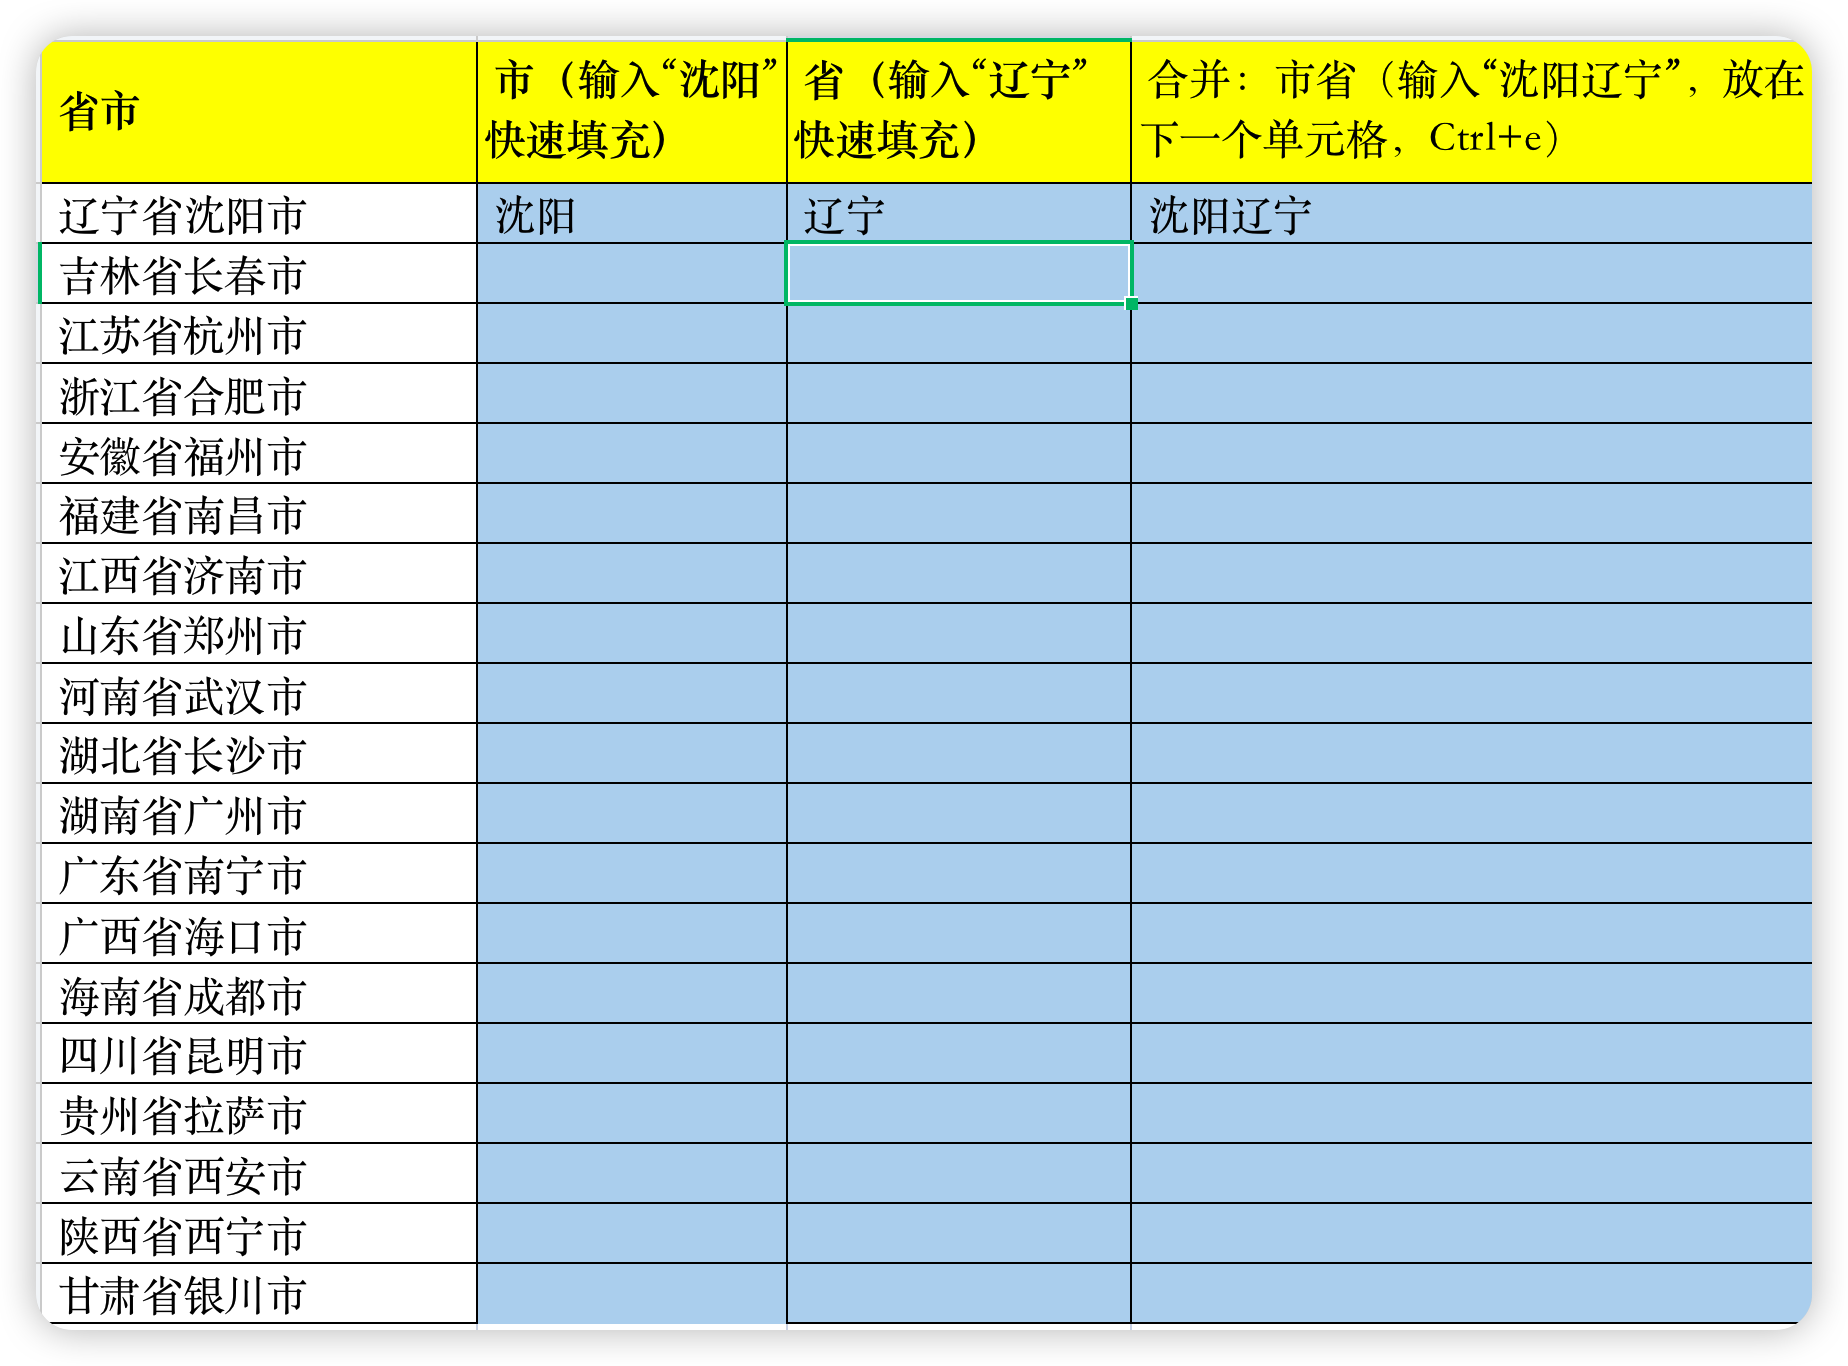 省市
市（输入“沈阳”
快速填充）
省（输入“辽宁”
快速填充）
合并：市省（输入“沈阳辽宁”，放在
下一个单元格，Ctrl+e）
辽宁省沈阳市 沈阳 辽宁 沈阳辽宁
吉林省长春市
江苏省杭州市
浙江省合肥市
安徽省福州市
福建省南昌市
江西省济南市
山东省郑州市
河南省武汉市
湖北省长沙市
湖南省广州市
广东省南宁市
广西省海口市
海南省成都市
四川省昆明市
贵州省拉萨市
云南省西安市
陕西省西宁市
甘肃省银川市